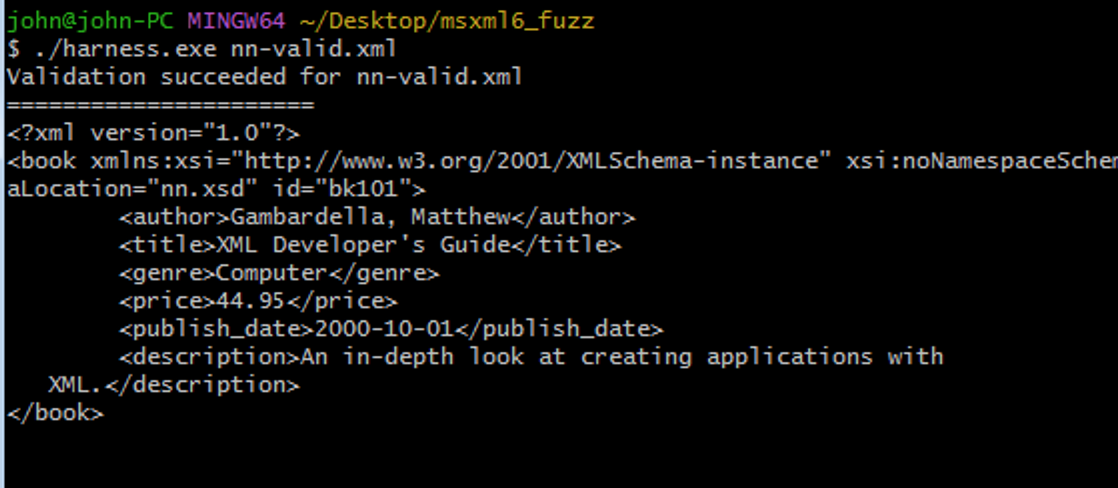 john@john-PC MINGW64 ~/Desktop/msxml6_fuzz
$ ./harness.exe nn-valid.xml
Validation succeeded for nn-valid.xml
======================
<?xml version="1.0"?>
<book xmlns:xsi="http://www.w3.org/2001/XMLSchema-instance" xsi:noNamespaceSchem
aLocation="nn.xsd" id="bk101">
        <author>Gambardella, Matthew</author>
        <title>XML Developer's Guide</title>
        <genre>Computer</genre>
        <price>44.95</price>
        <publish_date>2000-10-01</publish_date>
        <description>An in-depth look at creating applications with
   XML.</description>
</book>